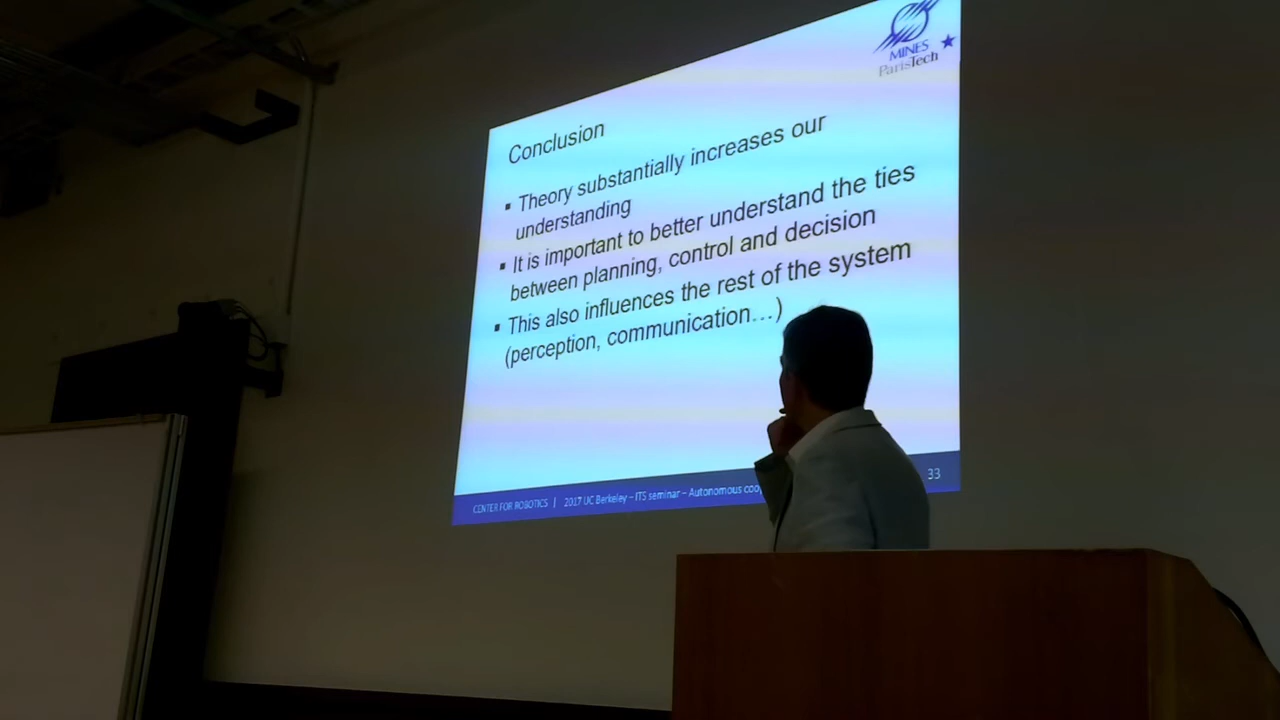 MINES
ParisTech
Conclusion
▪ Theory substantially increases our
understanding
▪ It is important to better understand the ties
between planning, control and decision
▪ This also influences the rest of the system
(perception, communication…)
CENTER FOR ROBOTICS | 2017 UC Berkeley – ITS seminar – Autonomous 33